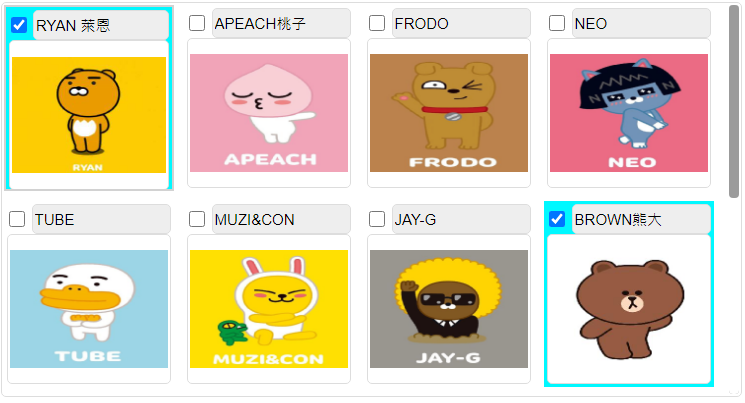 RYAN 萊恩
APEACH桃子
FRODO
NEO
RYAN
APEACH
FRODO
NEO
TUBE
MUZI&CON
JAY-G
BROWN熊大
TUBE
MUZI&CON
JAY-G